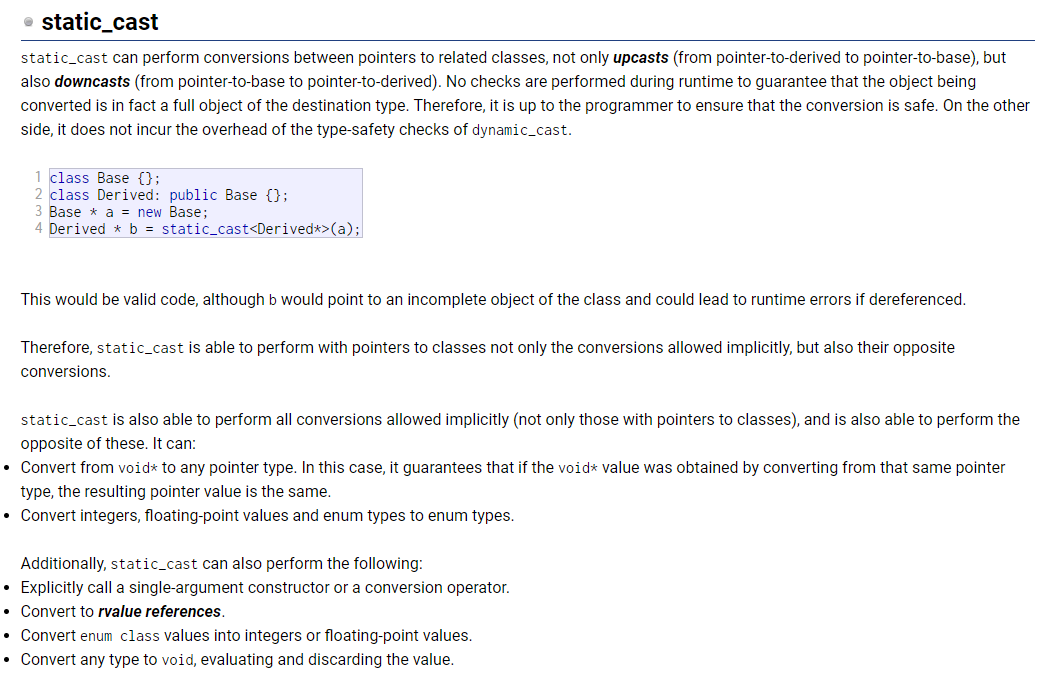 static_cast
static_cast can perform conversions between pointers to related classes, not only upcasts (from pointer-to-derived to pointer-to-base), but
also downcasts (from pointer-to-base to pointer-to-derived). No checks are performed during runtime to guarantee that the object being
converted is in fact a full object of the destination type. Therefore, it is up to the programmer to ensure that the conversion is safe. On the other
side, it does not incur the overhead of the type-safety checks of dynamic_cast.
1 class Base {};
2 class Derived: public Base {};
3 Base * a = new Base;
4 Derived * b = static_cast<Derived*>(a);
This would be valid code, although b would point to an incomplete object of the class and could lead to runtime errors if dereferenced.
Therefore, static_cast is able to perform with pointers to classes not only the conversions allowed implicitly, but also their opposite
conversions.
static_cast is also able to perform all conversions allowed implicitly (not only those with pointers to classes), and is also able to perform the
opposite of these. It can:
• Convert from void* to any pointer type. In this case, it guarantees that if the void* value was obtained by converting from that same pointer
type, the resulting pointer value is the same.
• Convert integers, floating-point values and enum types to enum types.
Additionally, static_cast can also perform the following:
• Explicitly call a single-argument constructor or a conversion operator.
• Convert to rvalue references.
• Convert enum class values into integers or floating-point values.
• Convert any type to void, evaluating and discarding the value.